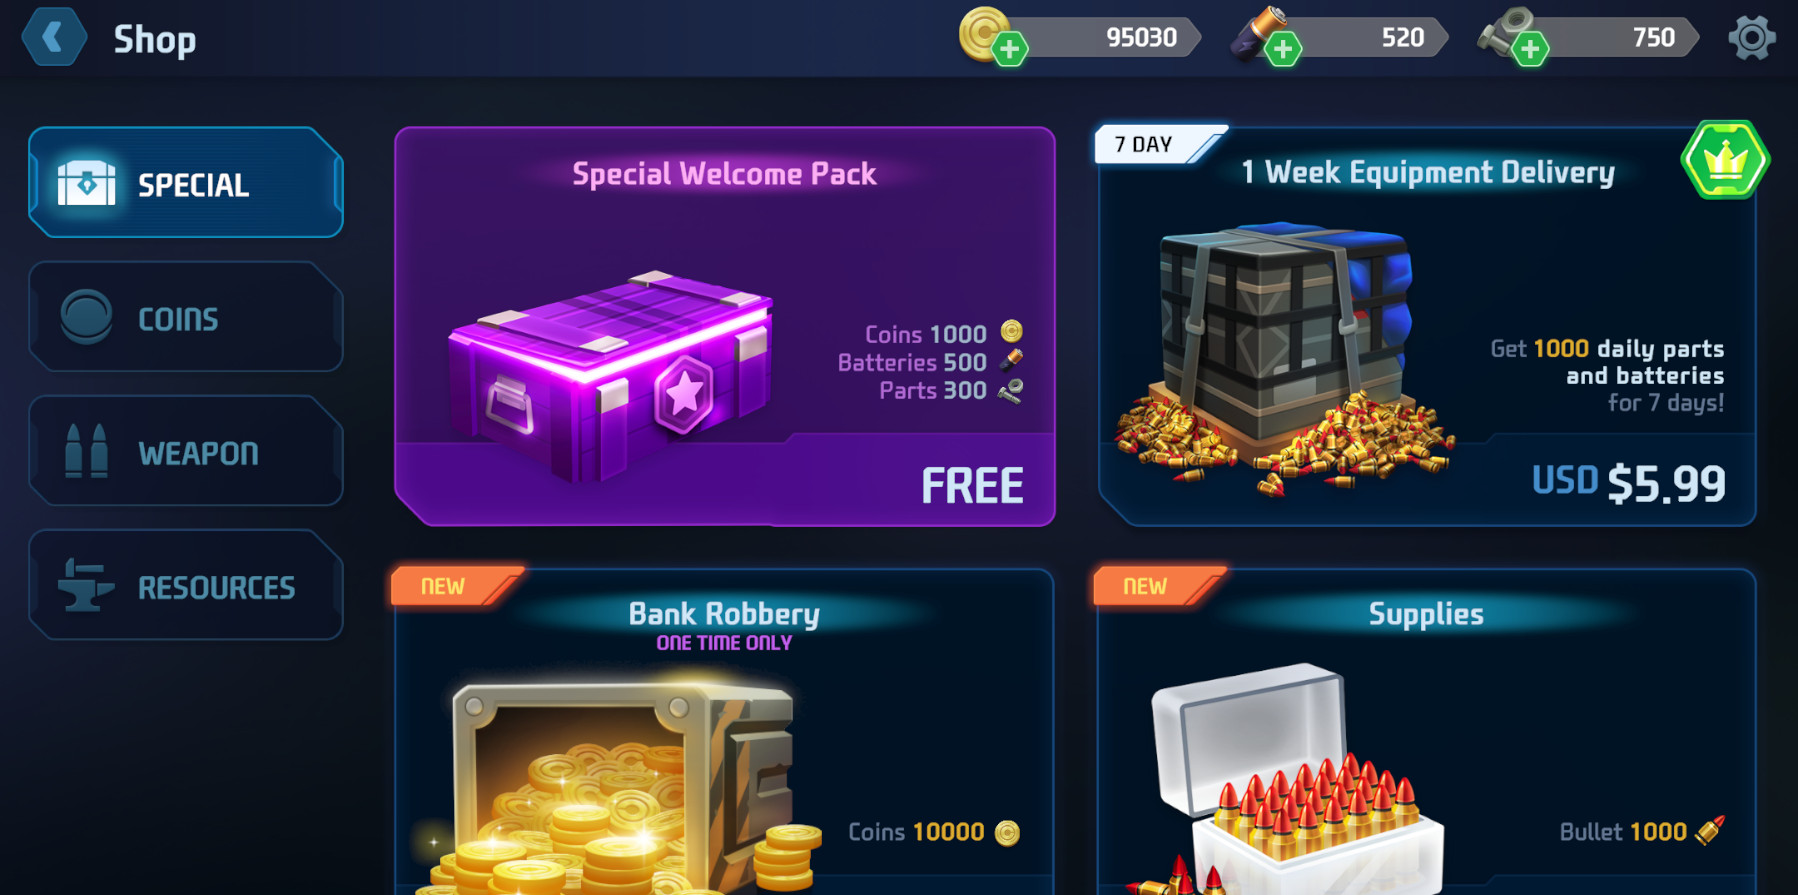 Shop
95030
520
750
SPECIAL
COINS
WEAPON
RESOURCES
Special Welcome Pack
Coins 1000
Batteries 500
Parts 300
FREE
7 DAY
1 Week Equipment Delivery
Get 1000 daily parts
and batteries
for 7 days!
USD $5.99
NEW
Bank Robbery
ONE TIME ONLY
Coins 10000
NEW
Supplies
Bullet 1000